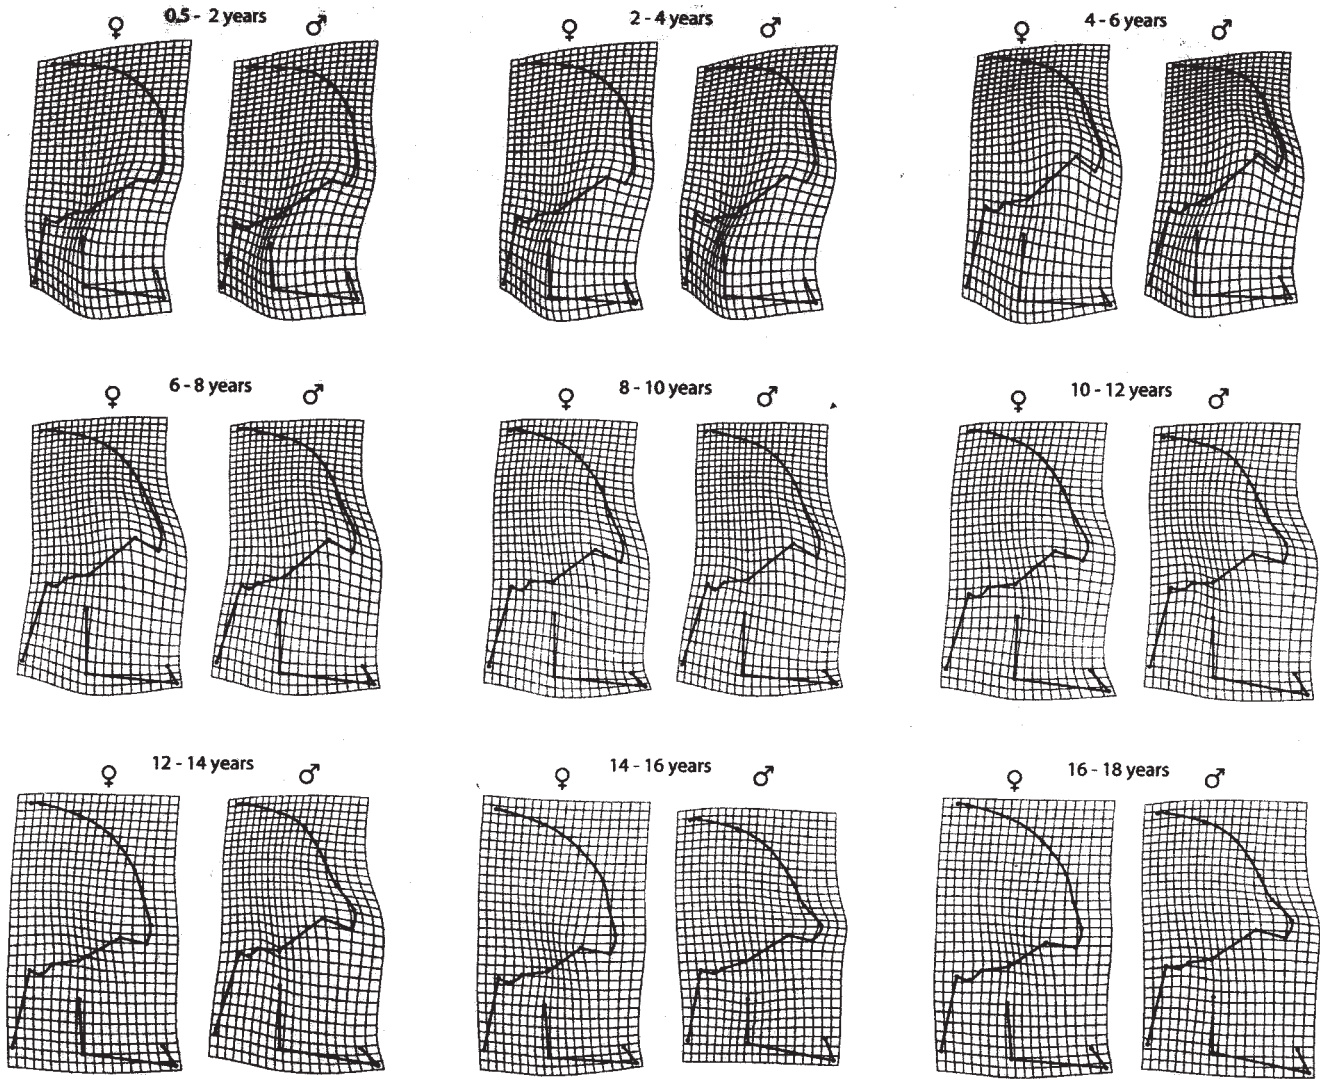 0,5 - 2 years
♀ ♂
2 - 4 years
♀ ♂
4 - 6 years
♀ ♂
6 - 8 years
♀ ♂
8 - 10 years
♀ ♂
10 - 12 years
♀ ♂
12 - 14 years
♀ ♂
14 - 16 years
♀ ♂
16 - 18 years
♀ ♂